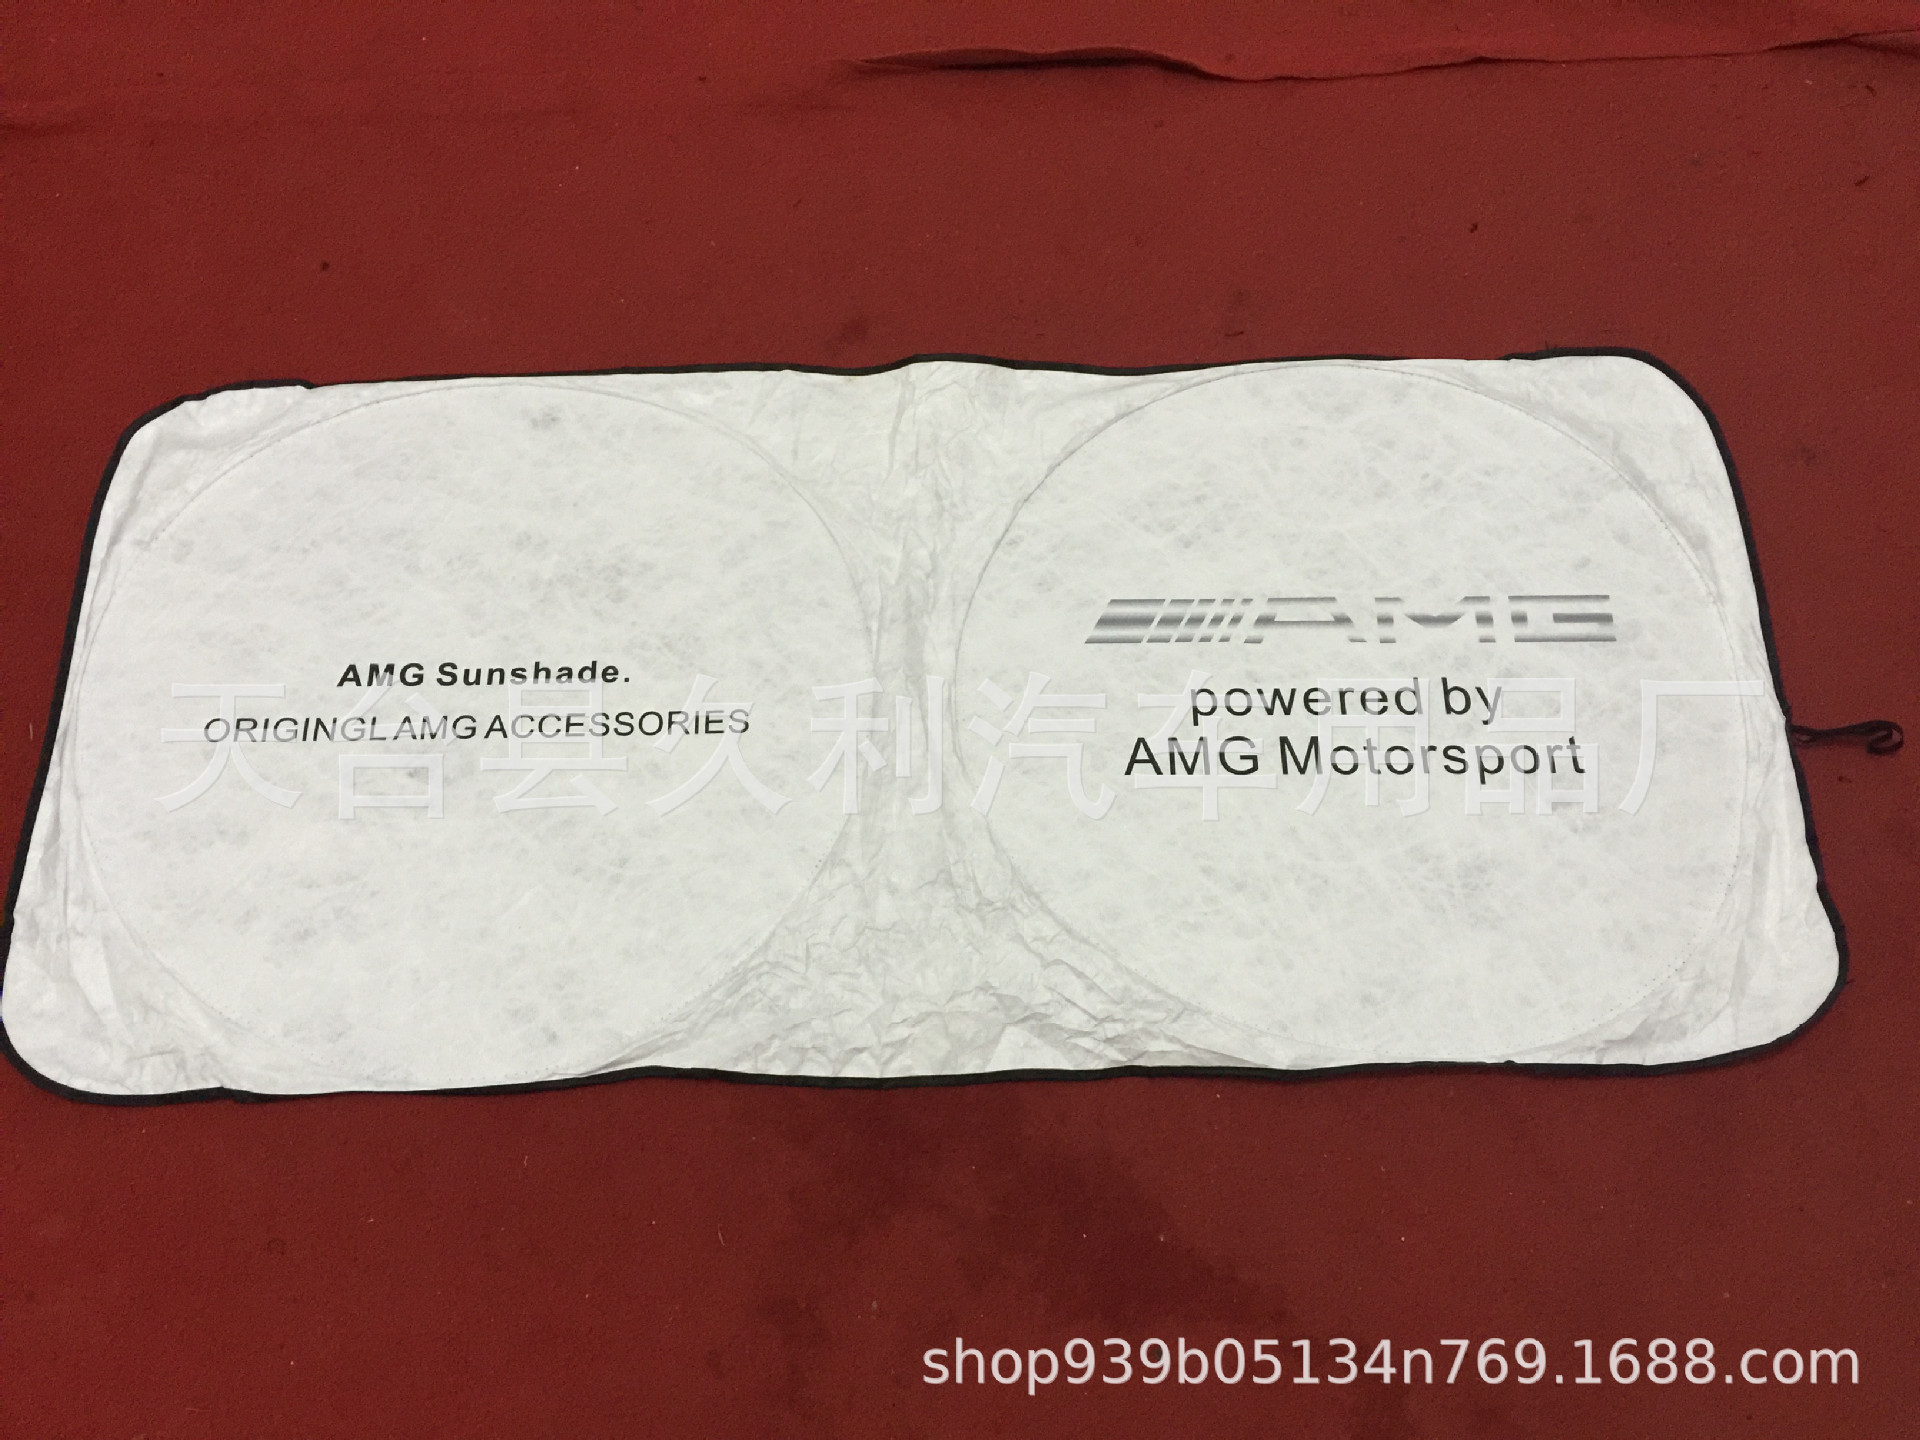 AMG Sunshade.
ORIGINGL AMG ACCESSORIES
AMG
powered by
AMG Motorsport
天台县久利汽车用品厂
shop939b05134n769.1688.com